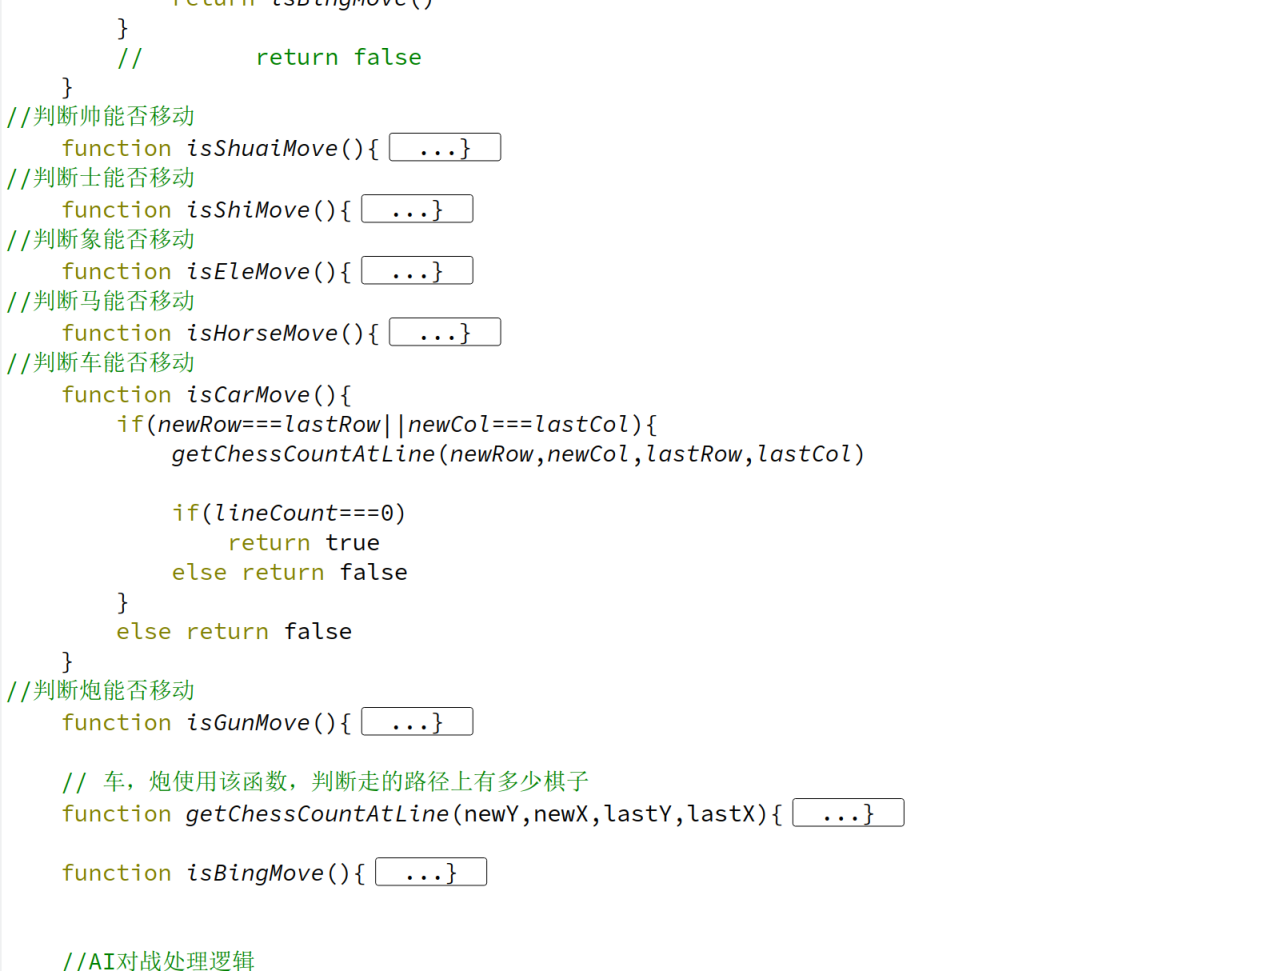 return isBingMove()
}
//        return false
}
//判断帅能否移动
function isShuaiMove(){ ...}
//判断士能否移动
function isShiMove(){ ...}
//判断象能否移动
function isEleMove(){ ...}
//判断马能否移动
function isHorseMove(){ ...}
//判断车能否移动
function isCarMove(){
if(newRow===lastRow||newCol===lastCol){
getChessCountAtLine(newRow,newCol,lastRow,lastCol)
if(lineCount===0)
return true
else return false
}
else return false
}
//判断炮能否移动
function isGunMove(){ ...}
// 车，炮使用该函数，判断走的路径上有多少棋子
function getChessCountAtLine(newY,newX,lastY,lastX){ ...}
function isBingMove(){ ...}
//AI对战处理逻辑